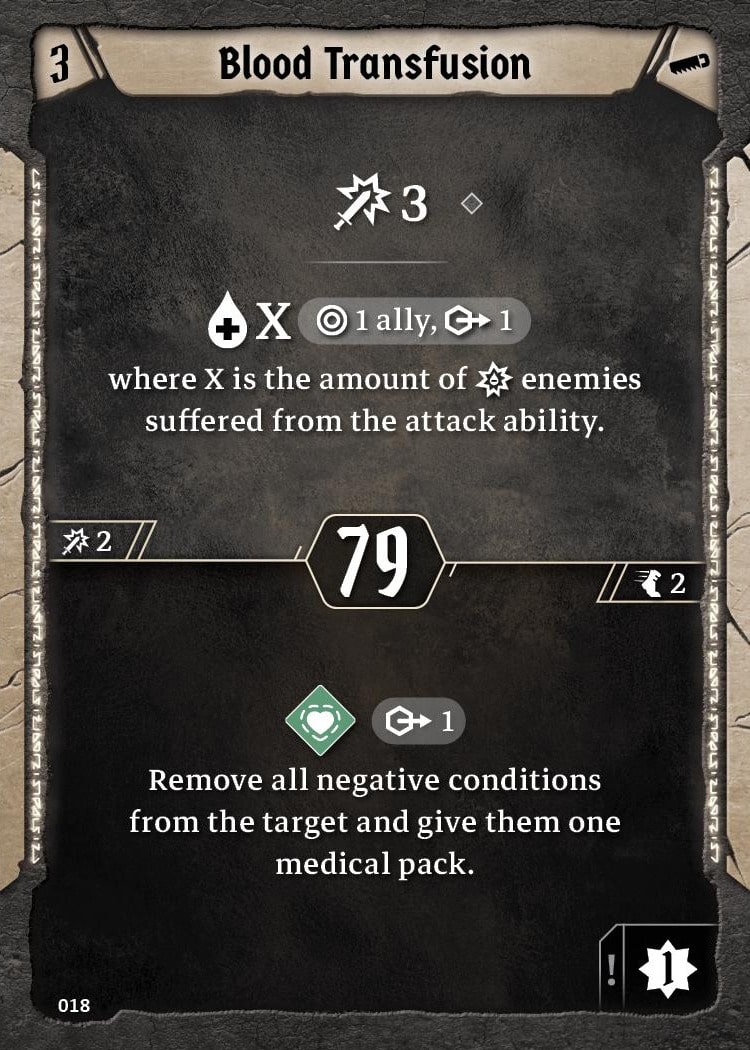 3 Blood Transfusion
3
X 1 ally, 1
where X is the amount of enemies
suffered from the attack ability.
2
79
2
1
Remove all negative conditions
from the target and give them one
medical pack.
! 1
018